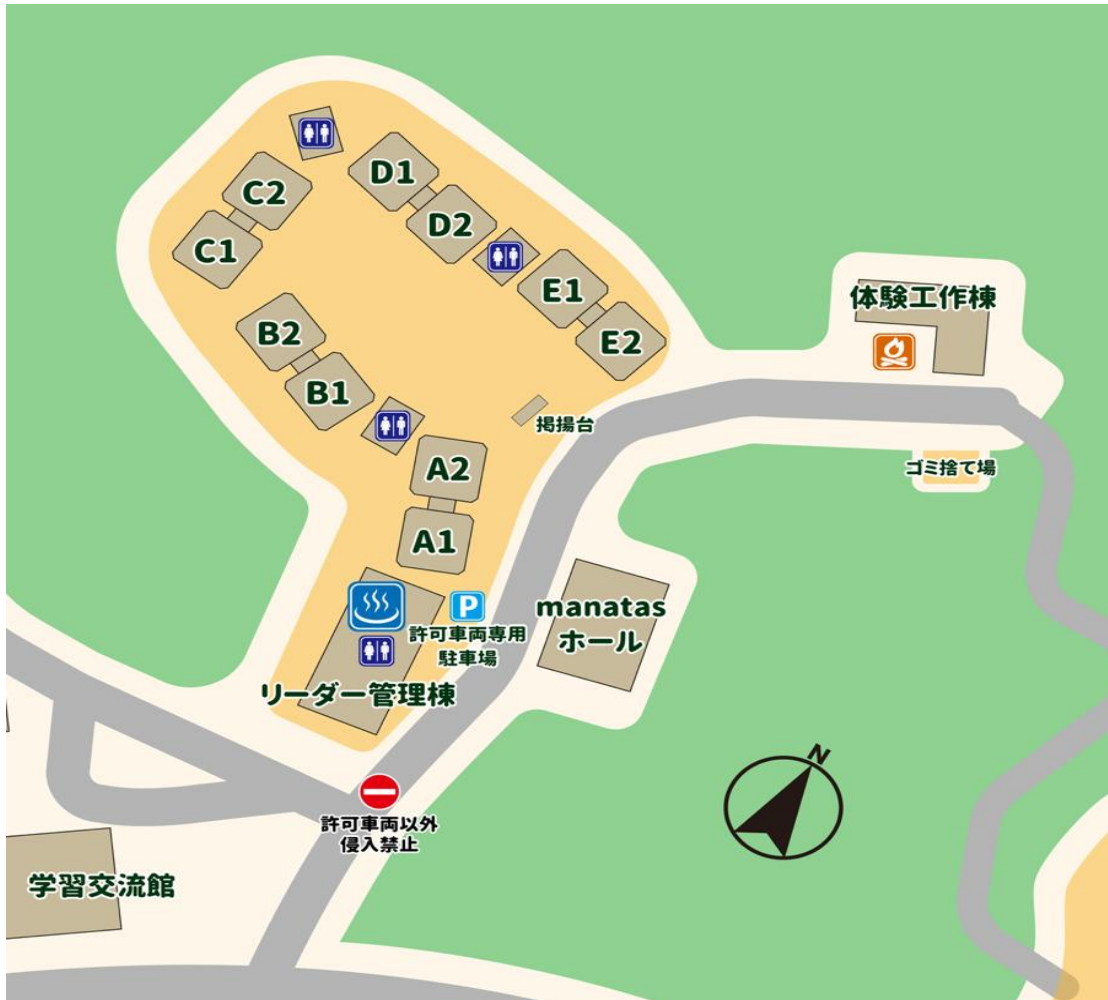 D1
C2
D2
C1
E1
体験工作棟
B2
E2
B1
掲揚台
A2
ゴミ捨て場
A1
manatas
ホール
P
許可車両専用
駐車場
リーダー管理棟
N
許可車両以外
侵入禁止
学習交流館